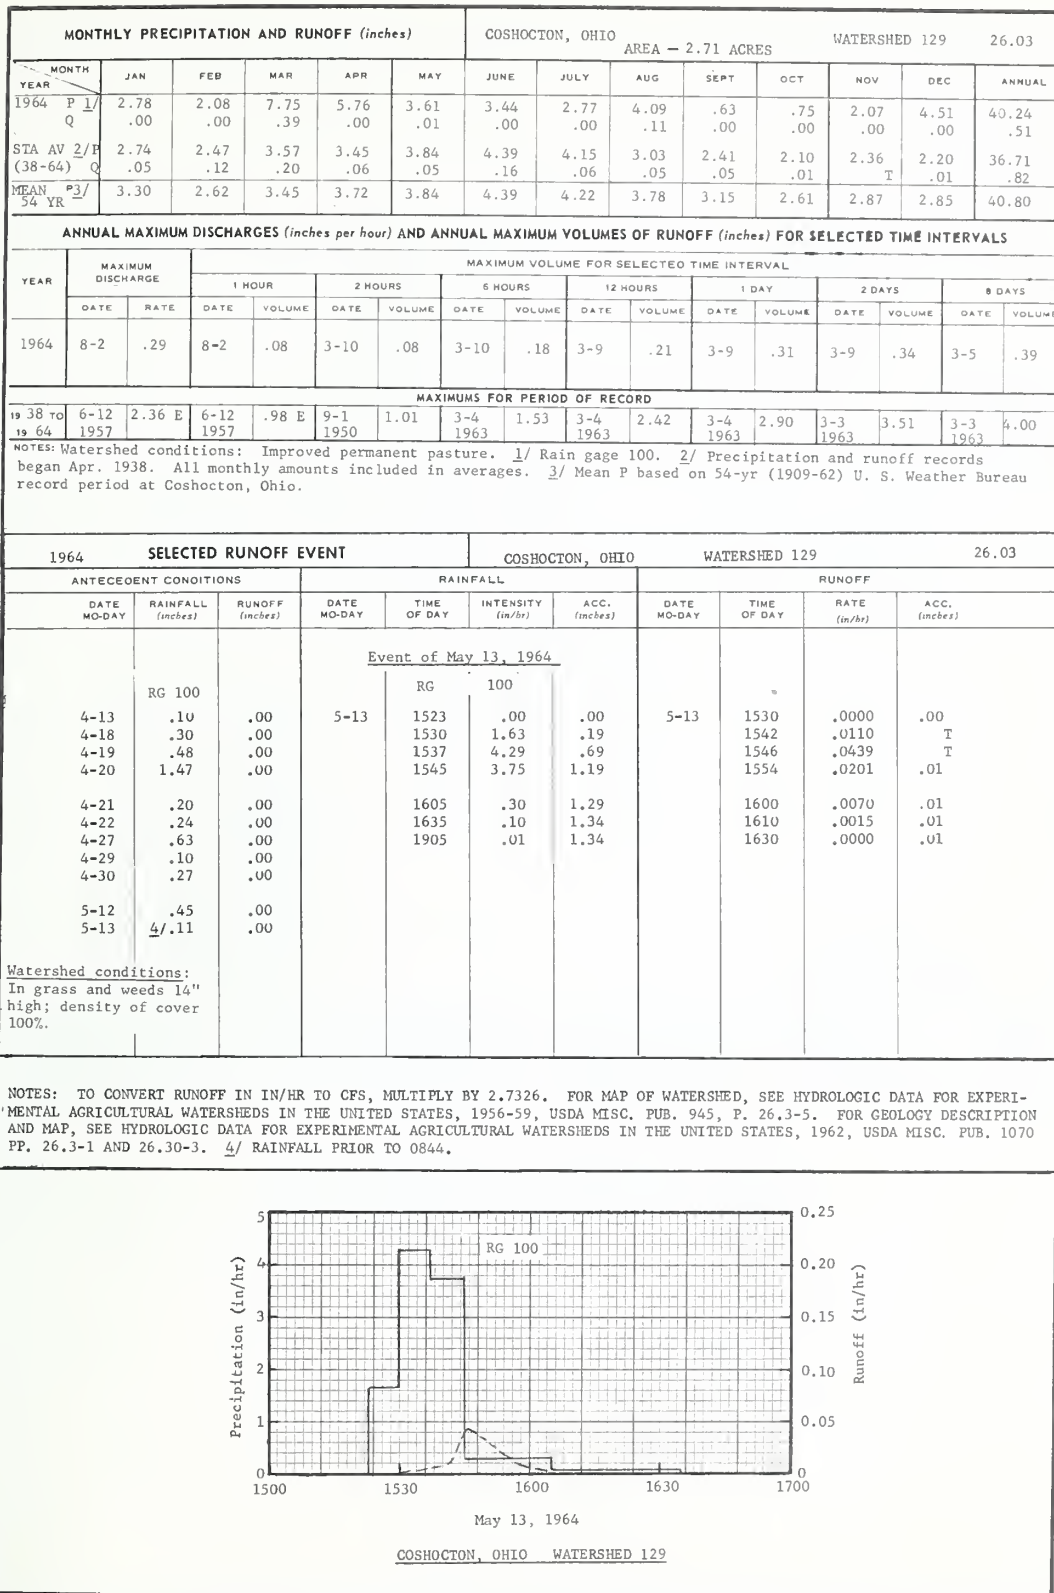 MONTHLY PRECIPITATION AND RUNOFF (inches) COSHOCTON, OHIO AREA — 2.71 ACRES WATERSHED 129 26.03
MONTH YEAR JAN FEB MAR APR MAY JUNE JULY AUG SEPT OCT NOV DEC ANNUAL
1964 P 1/ 2.78 2.08 7.75 5.76 3.61 3.44 2.77 4.09 .63 .75 2.07 4.51 40.24
Q .00 .00 .39 .00 .01 .00 .00 .11 .00 .00 .00 .00 .51
STA AV 2/P 2.74 2.47 3.57 3.45 3.84 4.39 4.15 3.03 2.41 2.10 2.36 2.20 36.71
(38-64) Q .05 .12 .20 .06 .05 .16 .06 .05 .05 .01 T .01 .82
MEAN P3/ 54 YR 3.30 2.62 3.45 3.72 3.84 4.39 4.22 3.78 3.15 2.61 2.87 2.85 40.80
ANNUAL MAXIMUM DISCHARGES (inches per hour) AND ANNUAL MAXIMUM VOLUMES OF RUNOFF (inches) FOR SELECTED TIME INTERVALS
YEAR MAXIMUM DISCHARGE MAXIMUM VOLUME FOR SELECTED TIME INTERVAL
1 HOUR 2 HOURS 6 HOURS 12 HOURS 1 DAY 2 DAYS 8 DAYS
DATE RATE DATE VOLUME DATE VOLUME DATE VOLUME DATE VOLUME DATE VOLUME DATE VOLUME DATE VOLUME
1964 8-2 .29 8-2 .08 3-10 .08 3-10 .18 3-9 .21 3-9 .31 3-9 .34 3-5 .39
MAXIMUMS FOR PERIOD OF RECORD
19 38 TO 6-12 2.36 E 6-12 .98 E 9-1 1.01 3-4 1.53 3-4 2.42 3-4 2.90 3-3 3.51 3-3 4.00
19 64 1957 1957 1950 1963 1963 1963 1963 1963
NOTES: Watershed conditions: Improved permanent pasture. 1/ Rain gage 100. 2/ Precipitation and runoff records
began Apr. 1938. All monthly amounts included in averages. 3/ Mean P based on 54-yr (1909-62) U. S. Weather Bureau
record period at Coshocton, Ohio.
1964 SELECTED RUNOFF EVENT COSHOCTON, OHIO WATERSHED 129 26.03
ANTECEDENT CONDITIONS RAINFALL RUNOFF
DATE MO-DAY RAINFALL (inches) RUNOFF (inches) DATE MO-DAY TIME OF DAY INTENSITY (in/hr) ACC. (inches) DATE MO-DAY TIME OF DAY RATE (in/hr) ACC. (inches)
Event of May 13, 1964
RG 100 RG 100
4-13 .10 .00 5-13 1523 .00 .00 5-13 1530 .0000 .00
4-18 .30 .00 1530 1.63 .19 1542 .0110 T
4-19 .48 .00 1537 4.29 .69 1546 .0439 T
4-20 1.47 .00 1545 3.75 1.19 1554 .0201 .01
4-21 .20 .00 1605 .30 1.29 1600 .0070 .01
4-22 .24 .00 1635 .10 1.34 1610 .0015 .01
4-27 .63 .00 1905 .01 1.34 1630 .0000 .01
4-29 .10 .00
4-30 .27 .00
5-12 .45 .00
5-13 4/.11 .00
Watershed conditions:
In grass and weeds 14"
high; density of cover
100%.
NOTES: TO CONVERT RUNOFF IN IN/HR TO CFS, MULTIPLY BY 2.7326. FOR MAP OF WATERSHED, SEE HYDROLOGIC DATA FOR EXPERI-
MENTAL AGRICULTURAL WATERSHEDS IN THE UNITED STATES, 1956-59, USDA MISC. PUB. 945, P. 26.3-5. FOR GEOLOGY DESCRIPTION
AND MAP, SEE HYDROLOGIC DATA FOR EXPERIMENTAL AGRICULTURAL WATERSHEDS IN THE UNITED STATES, 1962, USDA MISC. PUB. 1070
PP. 26.3-1 AND 26.30-3. 4/ RAINFALL PRIOR TO 0844.
RG 100
Precipitation (in/hr)
5
4
3
2
1
0
Runoff (in/hr)
0.25
0.20
0.15
0.10
0.05
0
1500 1530 1600 1630 1700
May 13, 1964
COSHOCTON, OHIO WATERSHED 129